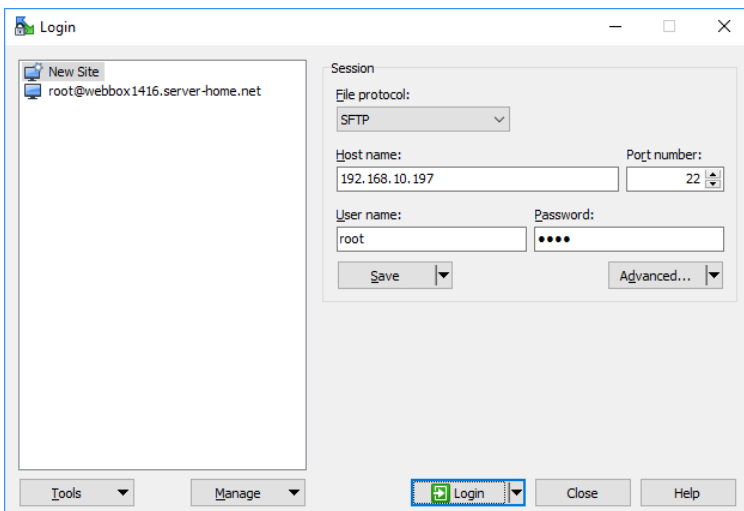 Login
New Site
root@webbox1416.server-home.net
Session
File protocol:
SFTP
Host name: Port number:
192.168.10.197 22
User name: Password:
root ●●●●
Save Advanced...
Tools Manage Login Close Help